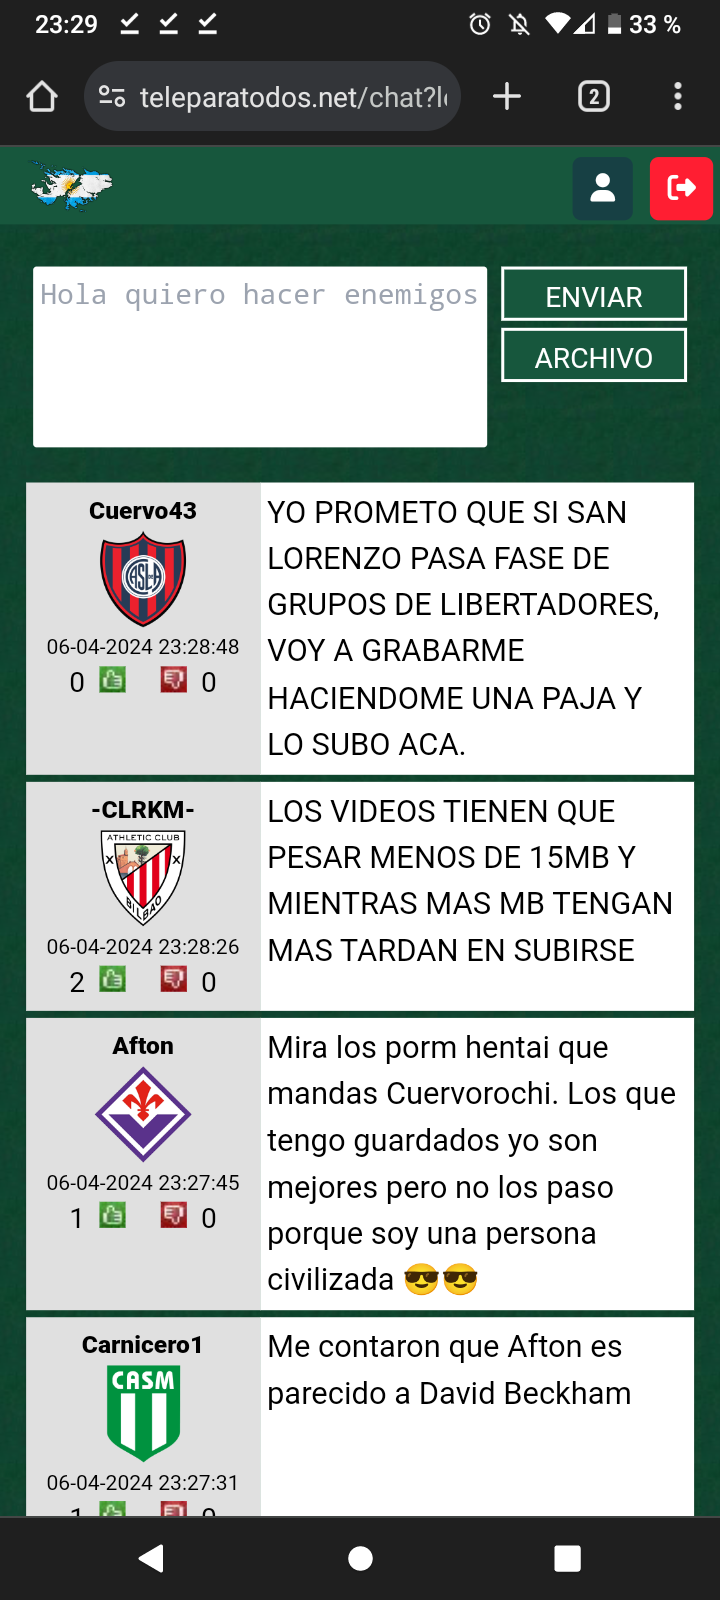 23:29
33 %
teleparatodos.net/chat?l
2
Hola quiero hacer enemigos
ENVIAR
ARCHIVO
Cuervo43
CASLA
06-04-2024 23:28:48
0 0
YO PROMETO QUE SI SAN
LORENZO PASA FASE DE
GRUPOS DE LIBERTADORES,
VOY A GRABARME
HACIENDOME UNA PAJA Y
LO SUBO ACA.
-CLRKM-
ATHLETIC CLUB
BILBAO
06-04-2024 23:28:26
2 0
LOS VIDEOS TIENEN QUE
PESAR MENOS DE 15MB Y
MIENTRAS MAS MB TENGAN
MAS TARDAN EN SUBIRSE
Afton
06-04-2024 23:27:45
1 0
Mira los porm hentai que
mandas Cuervorochi. Los que
tengo guardados yo son
mejores pero no los paso
porque soy una persona
civilizada 😎😎
Carnicero1
CASM
06-04-2024 23:27:31
1 0
Me contaron que Afton es
parecido a David Beckham